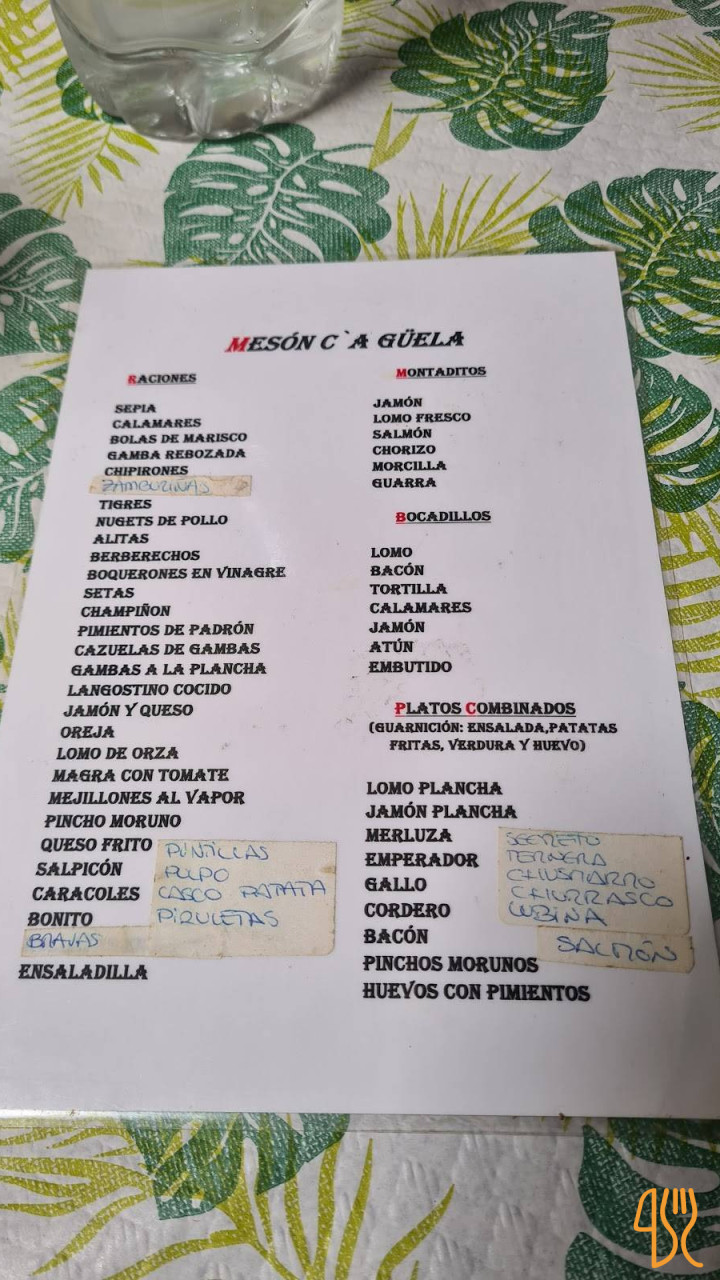 MESÓN C`A GÜELA
RACIONES
SEPIA
CALAMARES
BOLAS DE MARISCO
GAMBA REBOZADA
CHIPIRONES
ZAMBURIÑAS
TIGRES
NUGETS DE POLLO
ALITAS
BERBERECHOS
BOQUERONES EN VINAGRE
SETAS
CHAMPIÑON
PIMIENTOS DE PADRÓN
CAZUELAS DE GAMBAS
GAMBAS A LA PLANCHA
LANGOSTINO COCIDO
JAMÓN Y QUESO
OREJA
LOMO DE ORZA
MAGRA CON TOMATE
MEJILLONES AL VAPOR
PINCHO MORUNO
QUESO FRITO
SALPICÓN
CARACOLES
BONITO
BRAVAS
ENSALADILLA
PUNTILLAS
PULPO
CASCO PATATA
PIRULETAS
MONTADITOS
JAMÓN
LOMO FRESCO
SALMÓN
CHORIZO
MORCILLA
GUARRA
BOCADILLOS
LOMO
BACÓN
TORTILLA
CALAMARES
JAMÓN
ATÚN
EMBUTIDO
PLATOS COMBINADOS
(GUARNICIÓN: ENSALADA,PATATAS
FRITAS, VERDURA Y HUEVO)
LOMO PLANCHA
JAMÓN PLANCHA
MERLUZA
EMPERADOR
GALLO
CORDERO
BACÓN
PINCHOS MORUNOS
HUEVOS CON PIMIENTOS
SECRETO
TERNERA
CHUSMARRO
CHURRASCO
LUBINA
SALMÓN